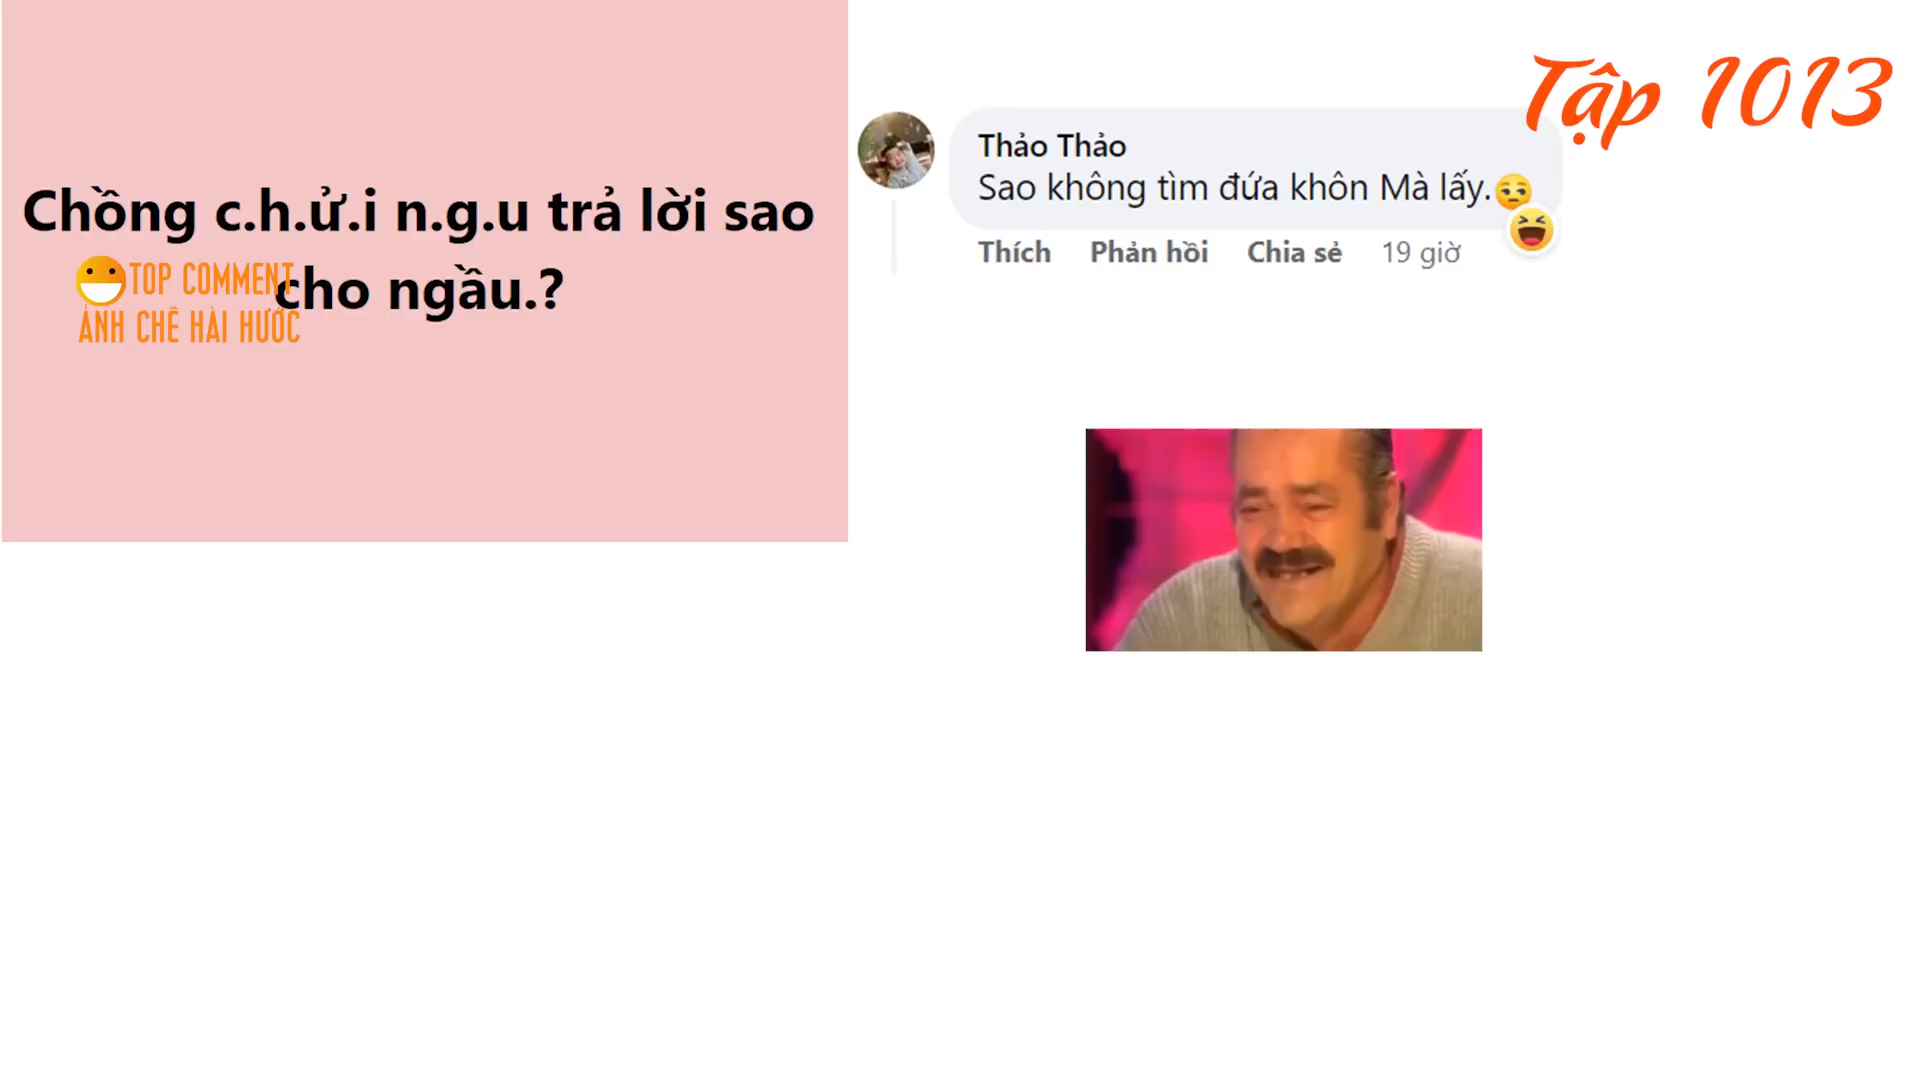 Chồng c.h.ử.i n.g.u trả lời sao
cho ngầu.?
TOP COMMENT
ẢNH CHẾ HÀI HƯỚC
Tập 1013
Thảo Thảo
Sao không tìm đứa khôn Mà lấy.😒
Thích Phản hồi Chia sẻ 19 giờ